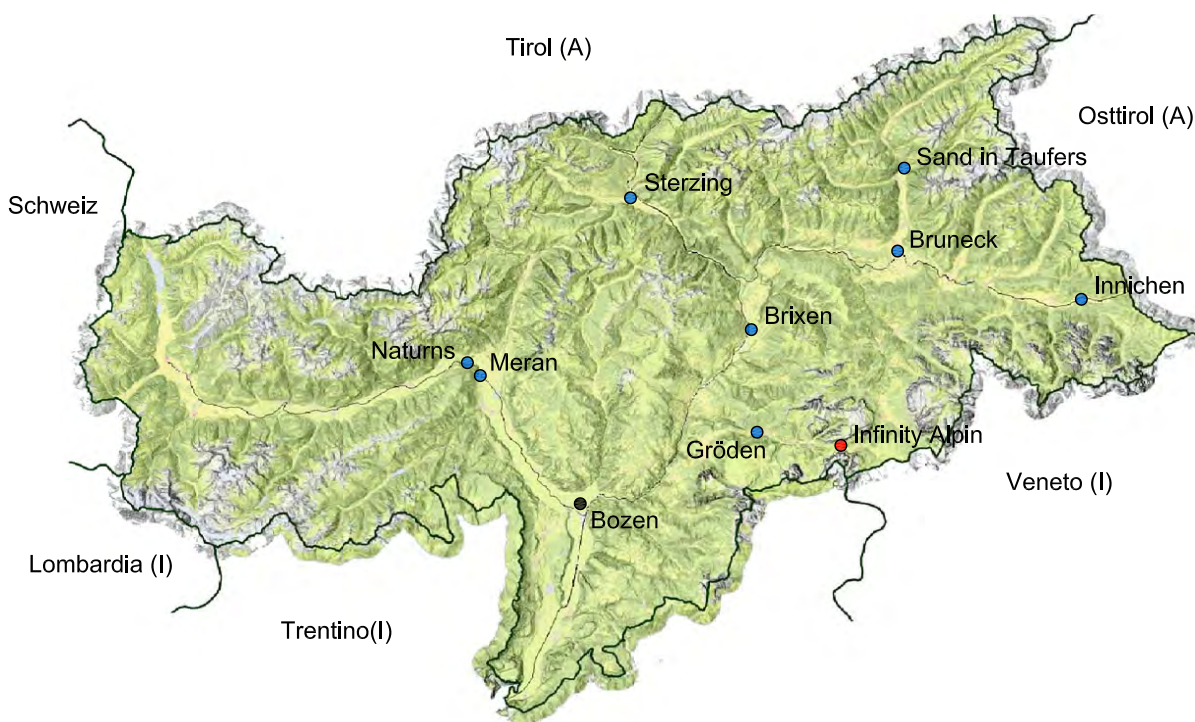 Tirol (A)
Osttirol (A)
Sand in Taufers
Sterzing
Schweiz
Bruneck
Innichen
Brixen
Naturns
Meran
Infinity Alpin
Gröden
Veneto (I)
Bozen
Lombardia (I)
Trentino(I)